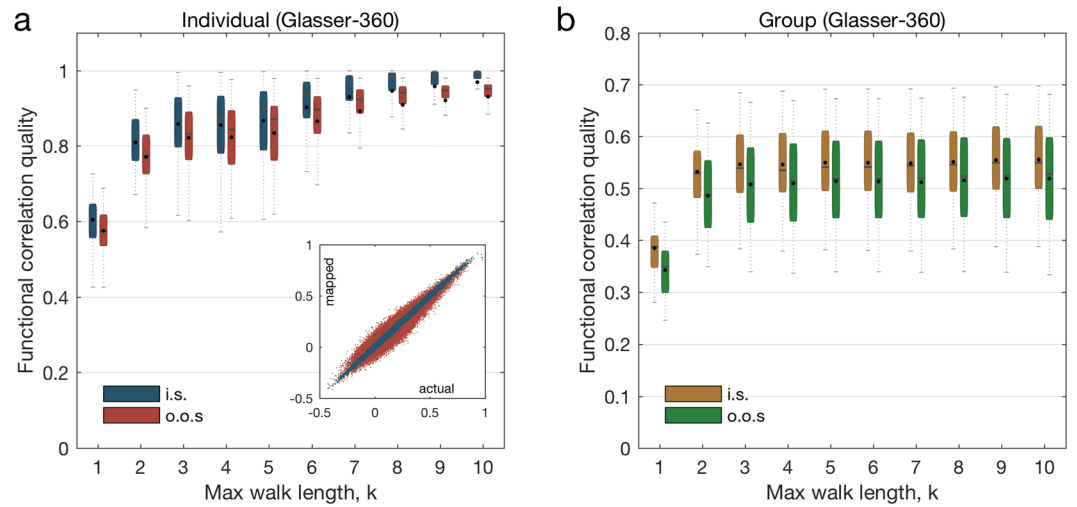 a
Individual (Glasser-360)
Functional correlation quality
1
0.8
0.6
0.4
0.2
0
1 2 3 4 5 6 7 8 9 10
Max walk length, k
i.s.
o.o.s
mapped
1
0.5
0
-0.5
actual
-0.5 0 0.5 1
b
Group (Glasser-360)
Functional correlation quality
0.8
0.7
0.6
0.5
0.4
0.3
0.2
0.1
0
1 2 3 4 5 6 7 8 9 10
Max walk length, k
i.s.
o.o.s